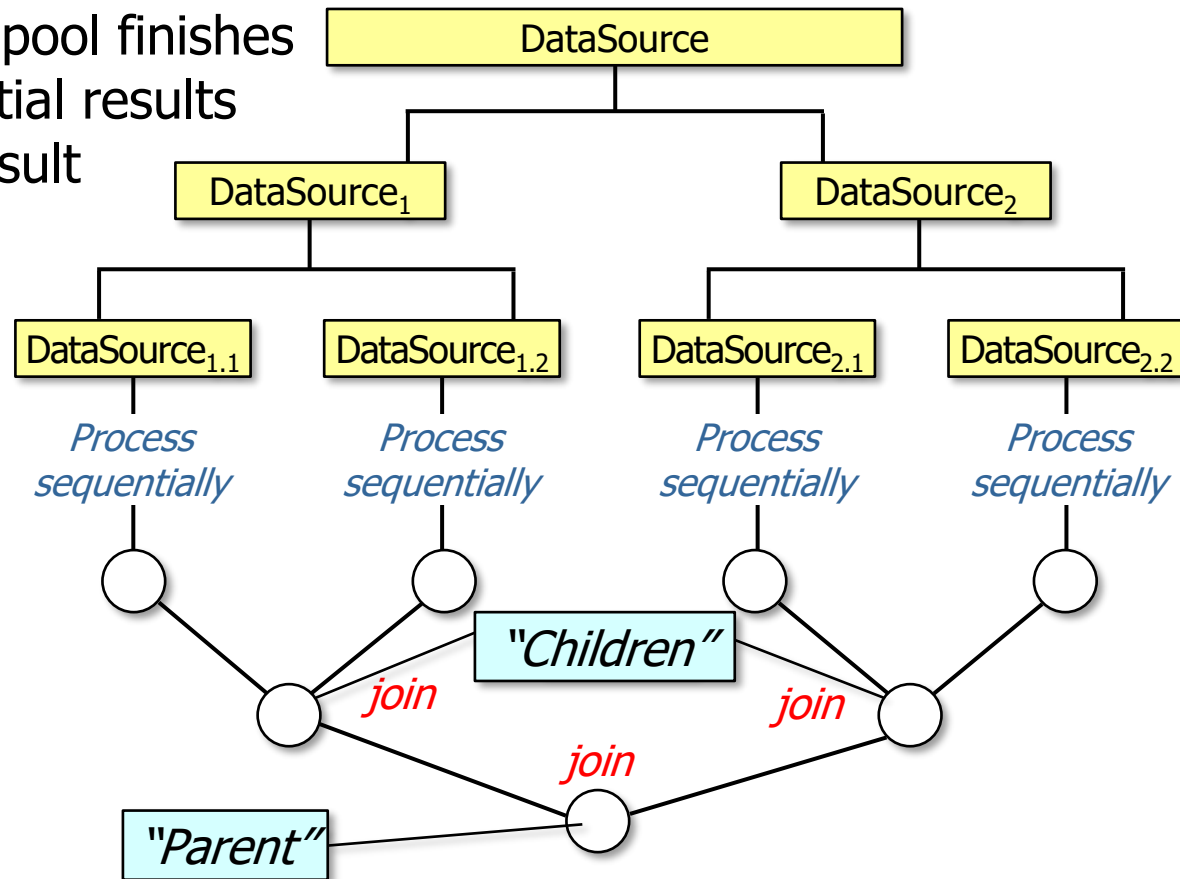 pool finishes
tial results
sult
DataSource
DataSource₁
DataSource₂
DataSource₁.₁
DataSource₁.₂
DataSource₂.₁
DataSource₂.₂
Process
sequentially
Process
sequentially
Process
sequentially
Process
sequentially
“Children”
join
join
join
“Parent”